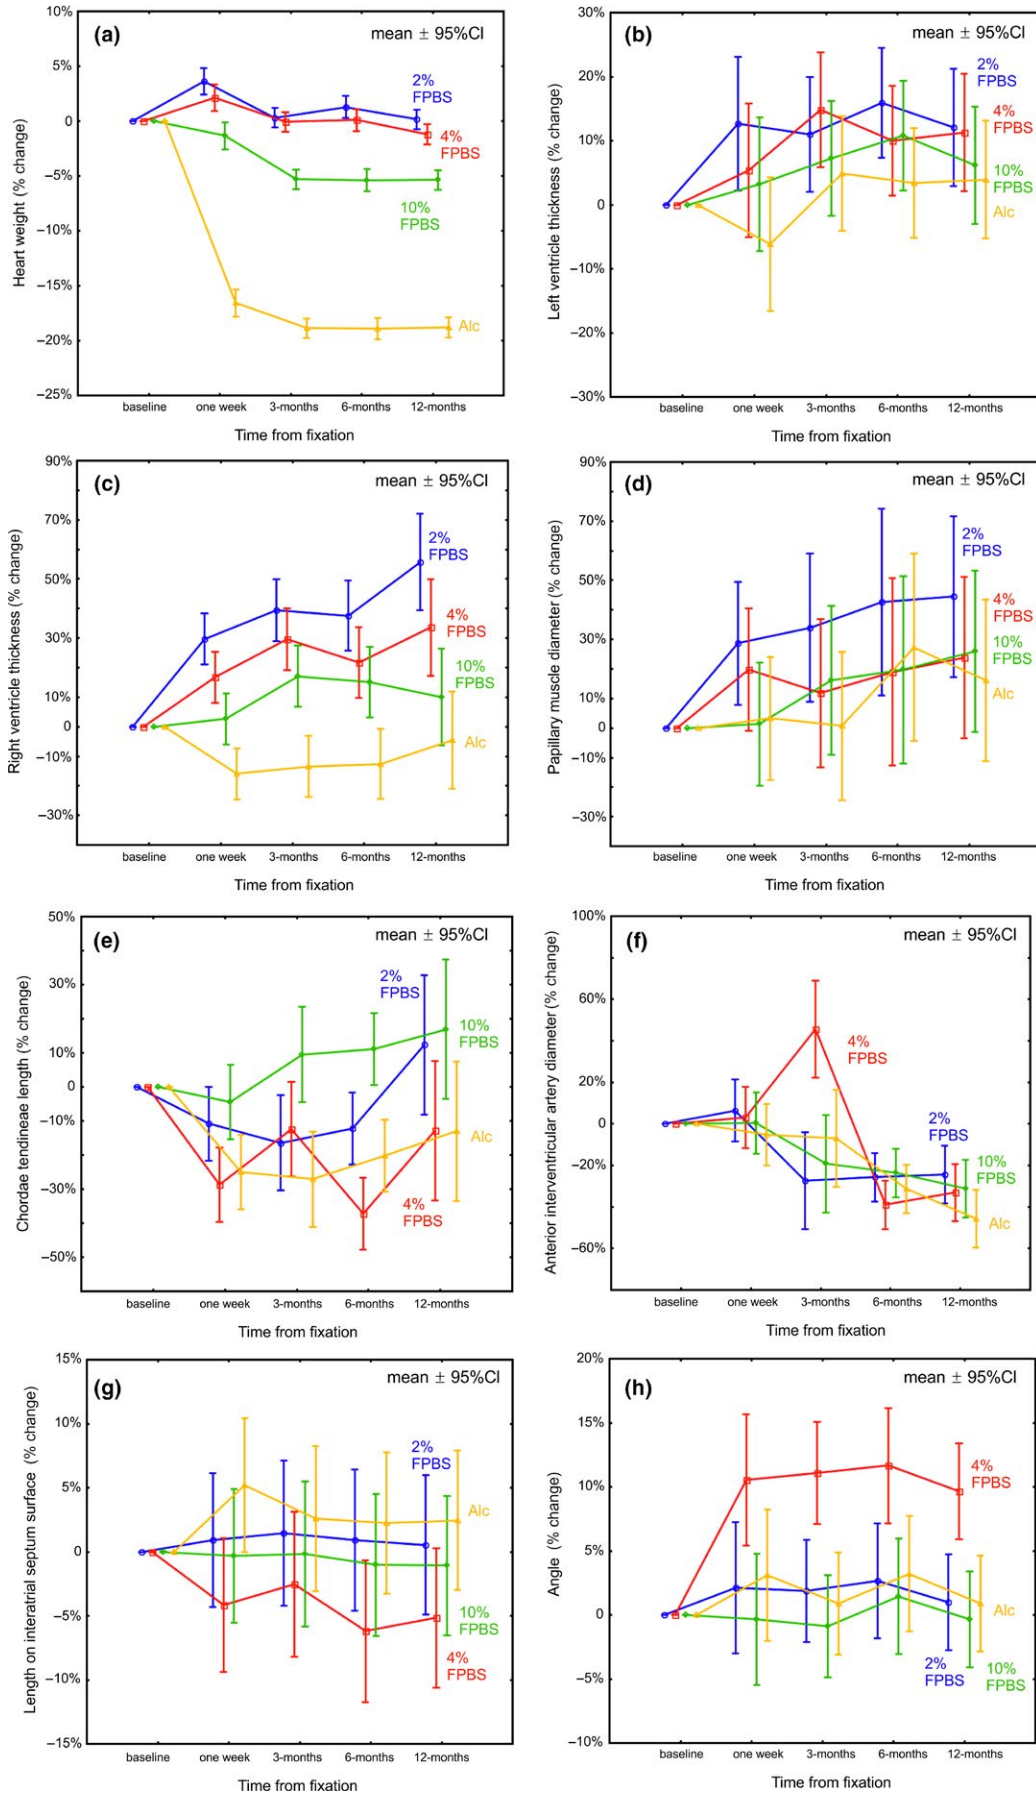 (a)
mean ± 95%CI
Heart weight (% change)
10%
5%
0
−5%
−10%
−15%
−20%
−25%
2%
FPBS
4%
FPBS
10%
FPBS
Alc
baseline one week 3-months 6-months 12-months
Time from fixation
(b)
mean ± 95%CI
Left ventricle thickness (% change)
30%
20%
10%
0
−10%
−20%
−30%
2%
FPBS
4%
FPBS
10%
FPBS
Alc
baseline one week 3-months 6-months 12-months
Time from fixation
(c)
mean ± 95%CI
Right ventricle thickness (% change)
90%
70%
50%
30%
10%
0
−10%
−30%
2%
FPBS
4%
FPBS
10%
FPBS
Alc
baseline one week 3-months 6-months 12-months
Time from fixation
(d)
mean ± 95%CI
Papillary muscle diameter (% change)
90%
70%
50%
30%
10%
0
−10%
−30%
2%
FPBS
4%
FPBS
10%
FPBS
Alc
baseline one week 3-months 6-months 12-months
Time from fixation
(e)
mean ± 95%CI
Chordae tendineae length (% change)
50%
30%
10%
0
−10%
−30%
−50%
2%
FPBS
10%
FPBS
Alc
4%
FPBS
baseline one week 3-months 6-months 12-months
Time from fixation
(f)
mean ± 95%CI
Anterior interventricular artery diameter (% change)
100%
60%
20%
0
−20%
−60%
4%
FPBS
2%
FPBS
10%
FPBS
Alc
baseline one week 3-months 6-months 12-months
Time from fixation
(g)
mean ± 95%CI
Length on interatrial septum surface (% change)
15%
10%
5%
0
−5%
−10%
−15%
2%
FPBS
Alc
10%
FPBS
4%
FPBS
baseline one week 3-months 6-months 12-months
Time from fixation
(h)
mean ± 95%CI
Angle (% change)
20%
15%
10%
5%
0
−5%
−10%
4%
FPBS
Alc
2%
FPBS
10%
FPBS
baseline one week 3-months 6-months 12-months
Time from fixation